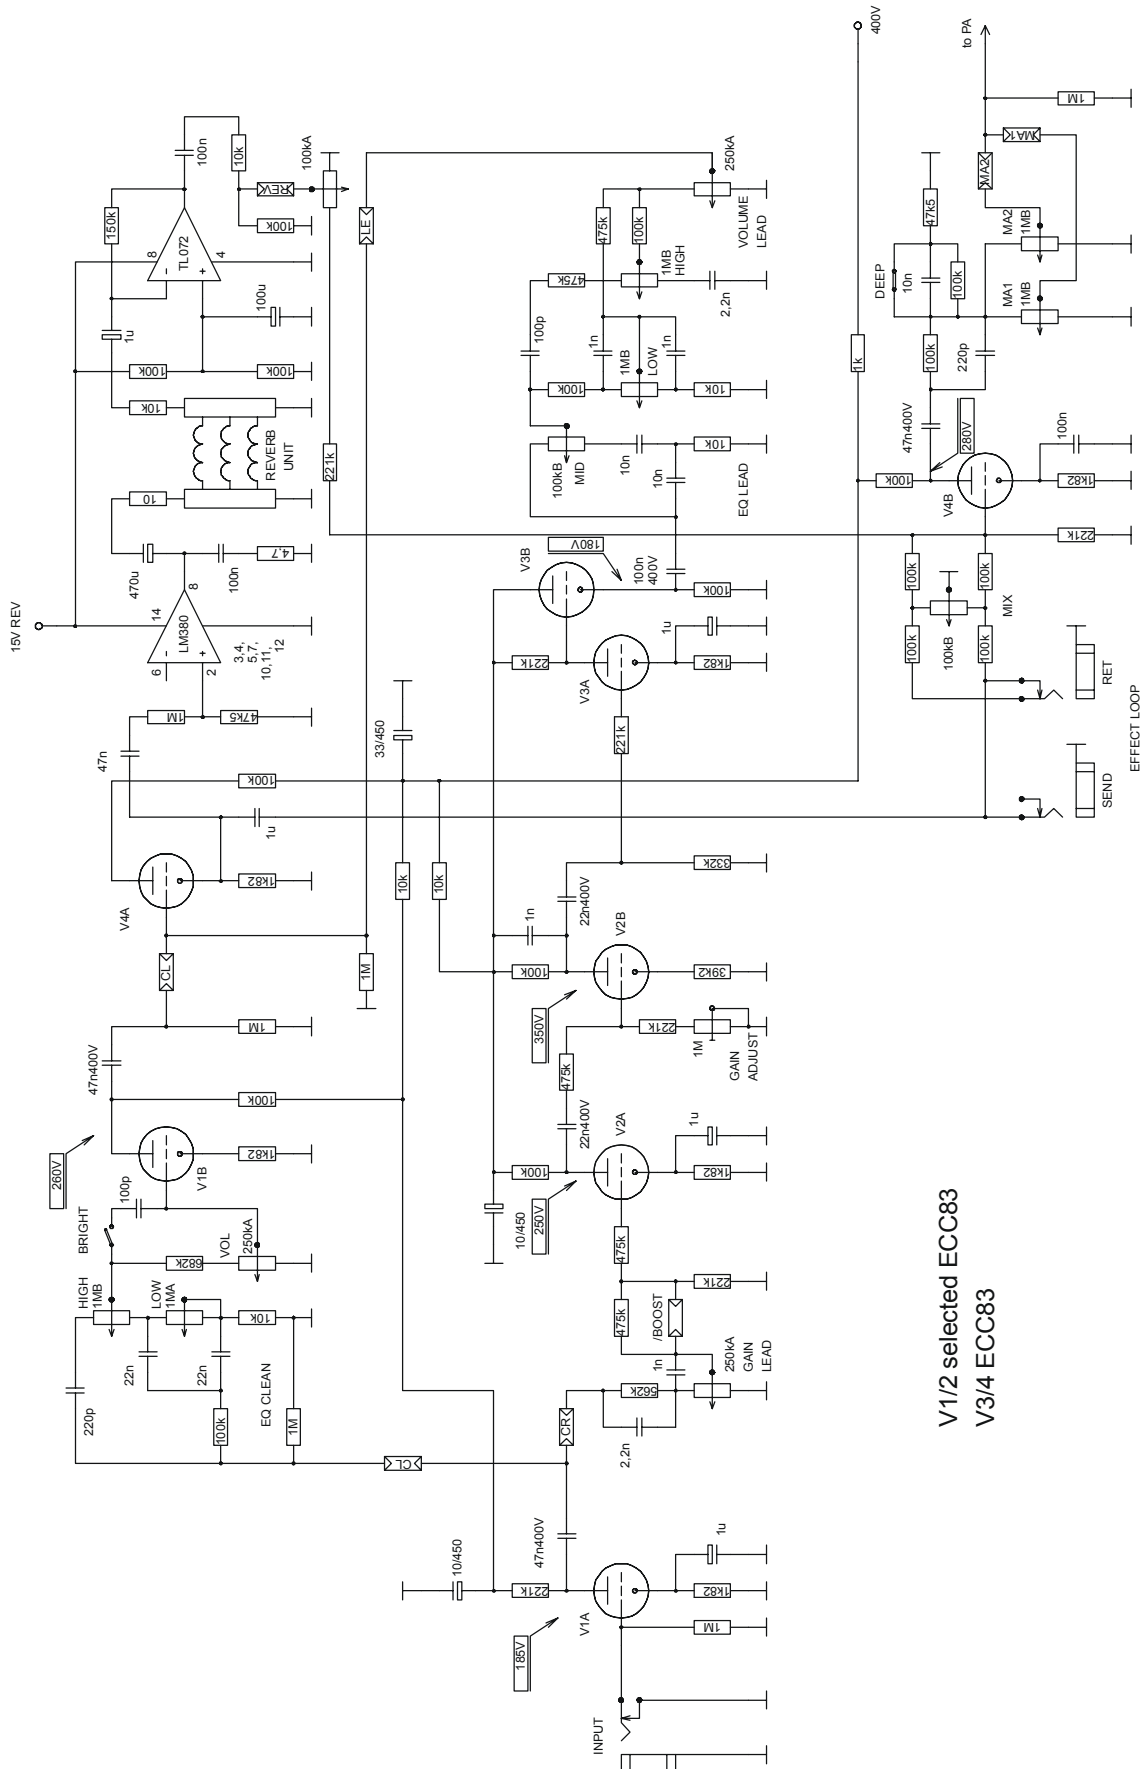 15V REV
400V
to PA
100n
10k
100kA
REV
100k
150k
8
TL072
4
-
+
1u
100u
100k
100k
10k
REVERB
UNIT
10
470u
100n
4,7
8
14
LM380
6
-
+
2
3,4,
5,7,
10,11,
12
47n
1M
47k5
221k
LE
33/450
100k
1u
V4A
1k82
CL
1M
1M
10k
10k
47n400V
100k
260V
V1B
1k82
100p
BRIGHT
VOL
250kA
682k
HIGH
1MB
LOW
1MA
10k
22n
22n
220p
100k
EQ CLEAN
1M
CL
250kA
VOLUME
LEAD
475k
100k
1MB
HIGH
475k
2,2n
100p
1n
1MB
LOW
1n
100k
10k
100kB
MID
10n
10n
10k
EQ LEAD
V3B
180V
100n
400V
100k
221k
V3A
1u
1k82
221k
332k
22n400V
1n
V2B
100k
39k2
350V
221k
1M
GAIN
ADJUST
475k
22n400V
V2A
1u
100k
1k82
10/450
250V
475k
475k
221k
/BOOST
1n
250kA
GAIN
LEAD
562k
2,2n
CR
47n400V
10/450
221k
185V
V1A
1u
1k82
1M
INPUT
1k
1M
MA1
MA2
MA2
1MB
MA1
1MB
47k5
DEEP
10n
100k
100k
220p
47n400V
280V
100k
V4B
100n
1k82
221k
100k
100k
100k
100k
100kB
MIX
RET
SEND
EFFECT LOOP
V1/2 selected ECC83
V3/4 ECC83